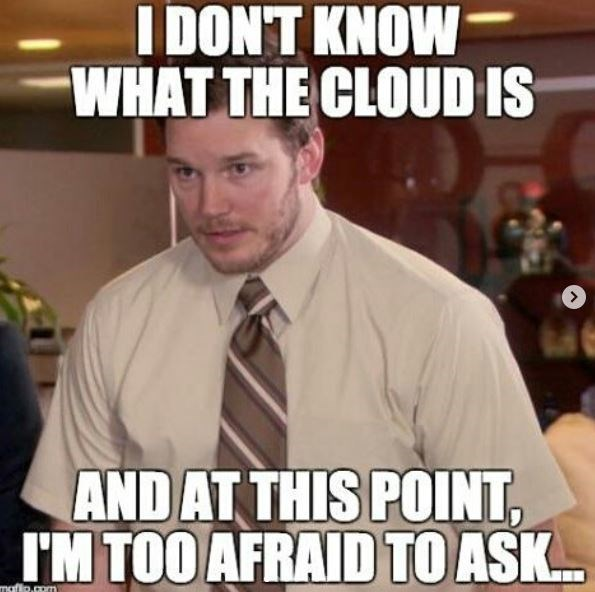 I DON'T KNOW
WHAT THE CLOUD IS
AND AT THIS POINT,
I'M TOO AFRAID TO ASK...